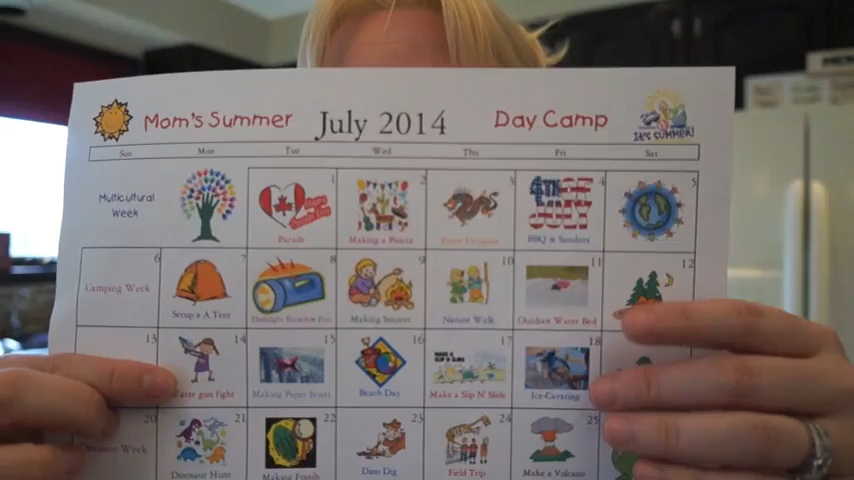 Mom's Summer July 2014 Day Camp
IT'S SUMMER!
Sun Mon Tue Wed Thu Fri Sat
Multicultural
Week
1 2 3 4 5
4TH OF
JULY
Parade Making a Pinata Paper Dragons BBQ & Sundaes
6 7 8 9 10 11 12
Camping Week
Setup a A Tent Making Smores Nature Walk Outdoor Water Bed
13 14 15 16 17 18
MAKE A
SLIP N SLIDE
Water gun fight Making Paper Boats Beach Day Make a Slip N' Slide Ice-Carving
20 21 22 23 24 25
Dinosaur Week
Dinosaur Hunt Making Fossils Dino Dig Field Trip Make a Volcano